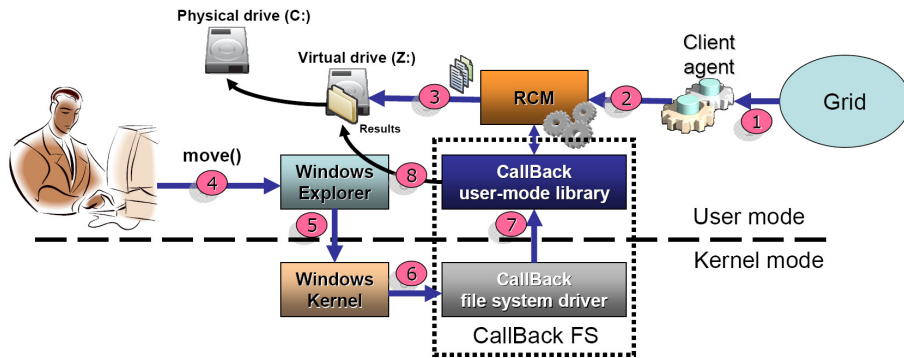 Physical drive (C:)
Virtual drive (Z:)
Client
agent
Grid
RCM
1
2
3
Results
move()
4
Windows
Explorer
8
CallBack
user-mode library
5
7
User mode
Kernel mode
Windows
Kernel
6
CallBack
file system driver
CallBack FS